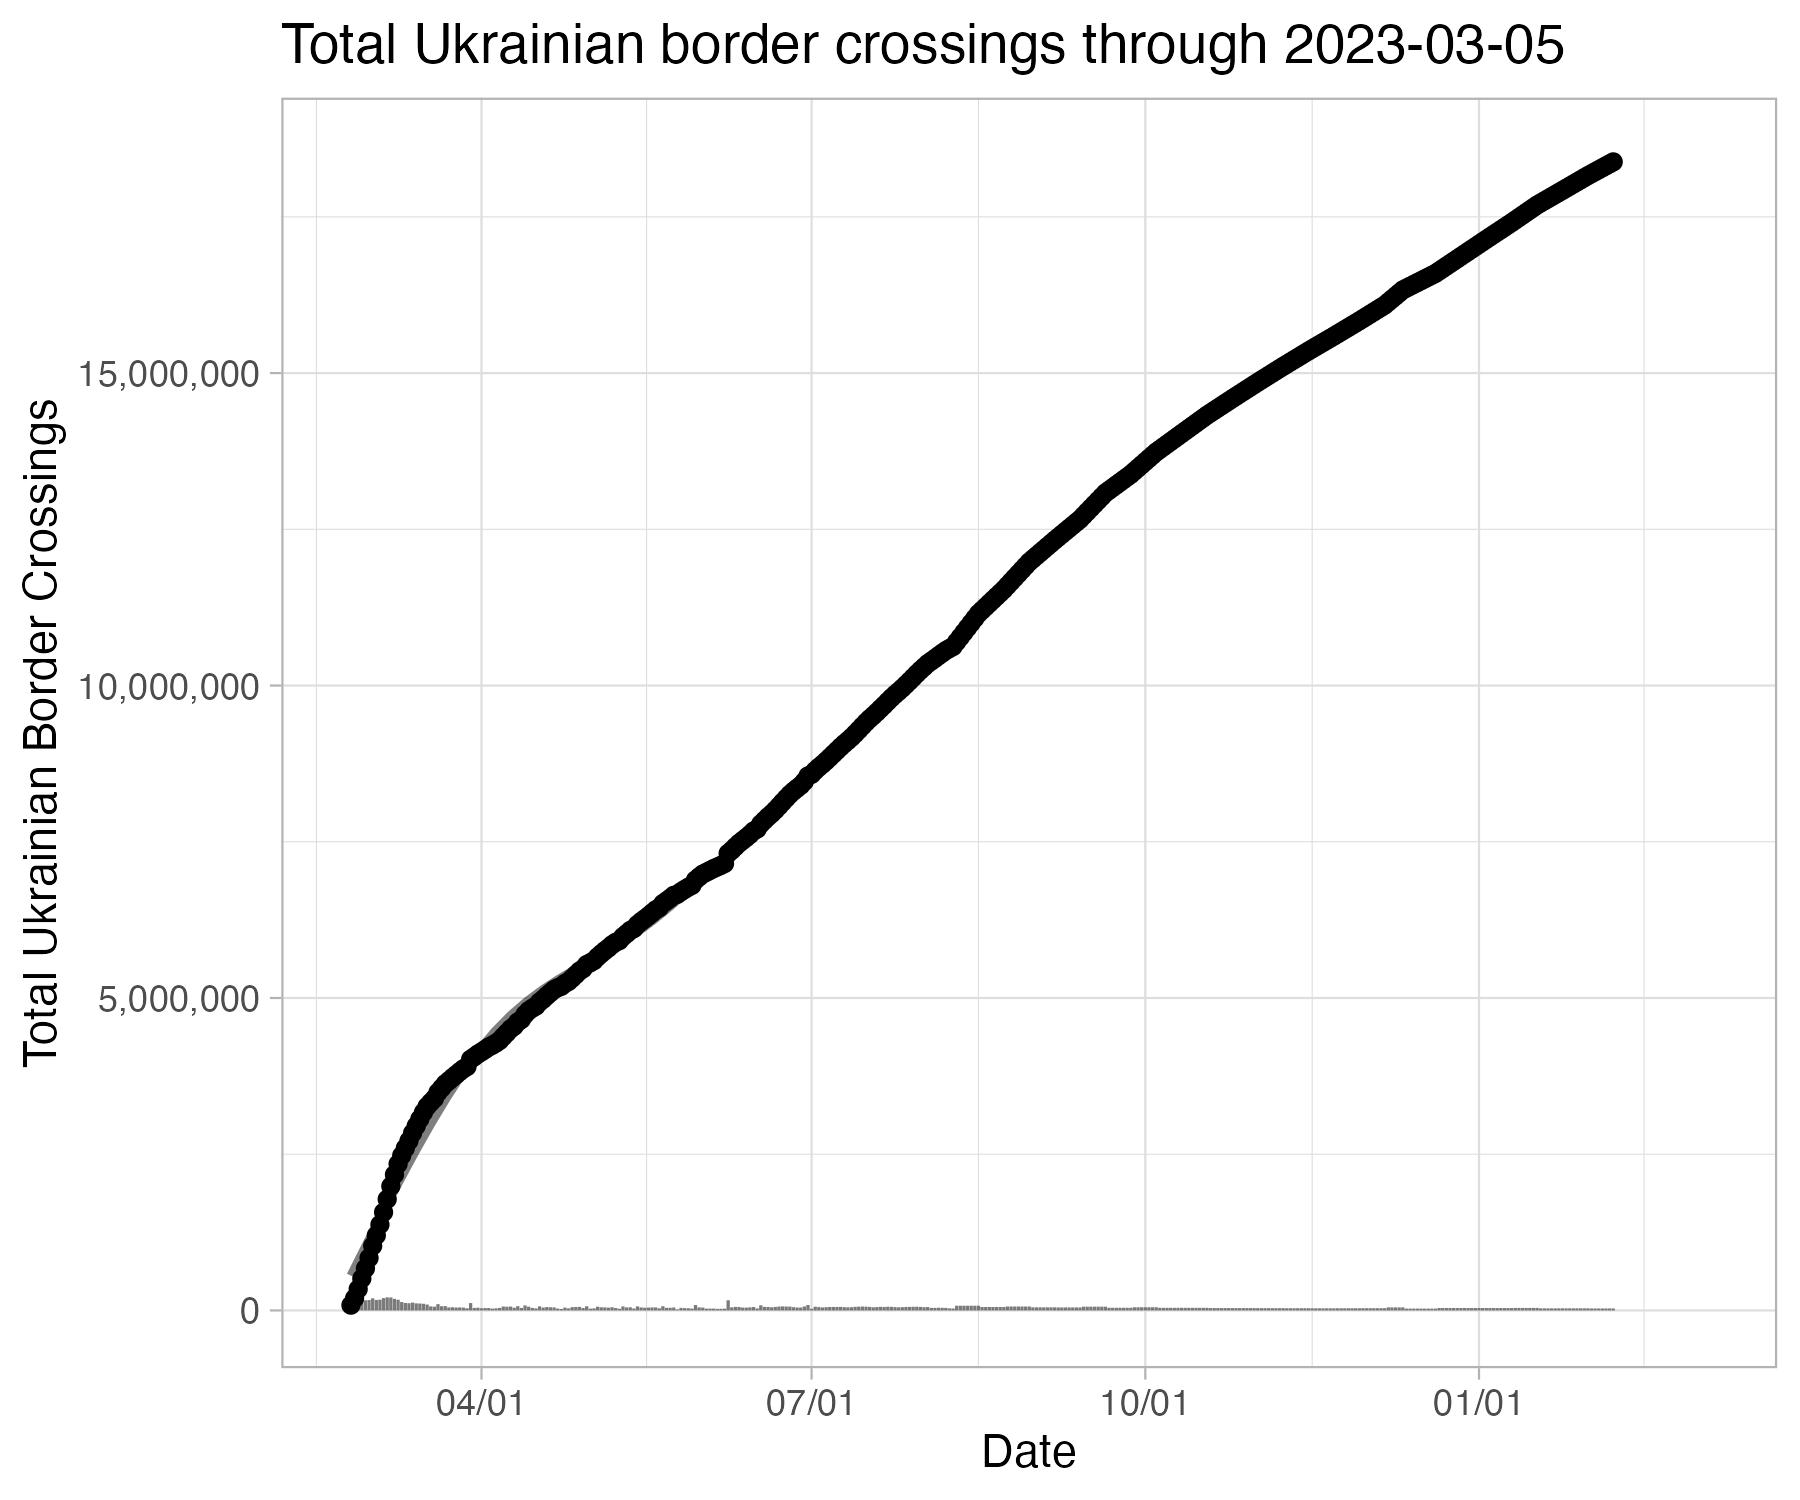 Total Ukrainian border crossings through 2023-03-05
Total Ukrainian Border Crossings
15,000,000
10,000,000
5,000,000
0
04/01
07/01
10/01
01/01
Date